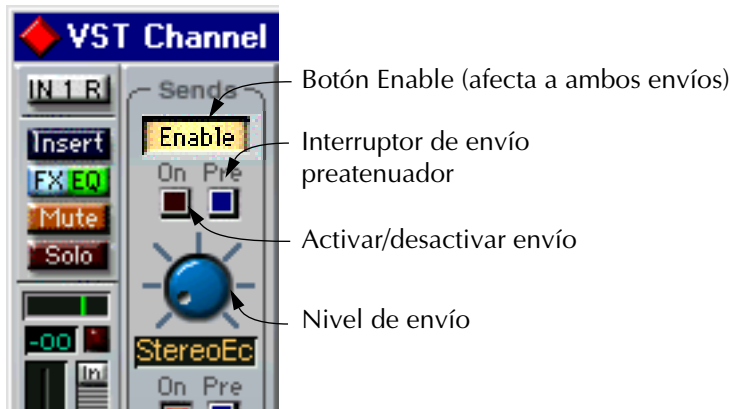 VST Channel
IN 1 R
Sends
Botón Enable (afecta a ambos envíos)
Insert
Enable
Interruptor de envío
preatenuador
FX EQ
On Pre
Mute
Activar/desactivar envío
Solo
Nivel de envío
-oo
StereoEc
In
On Pre